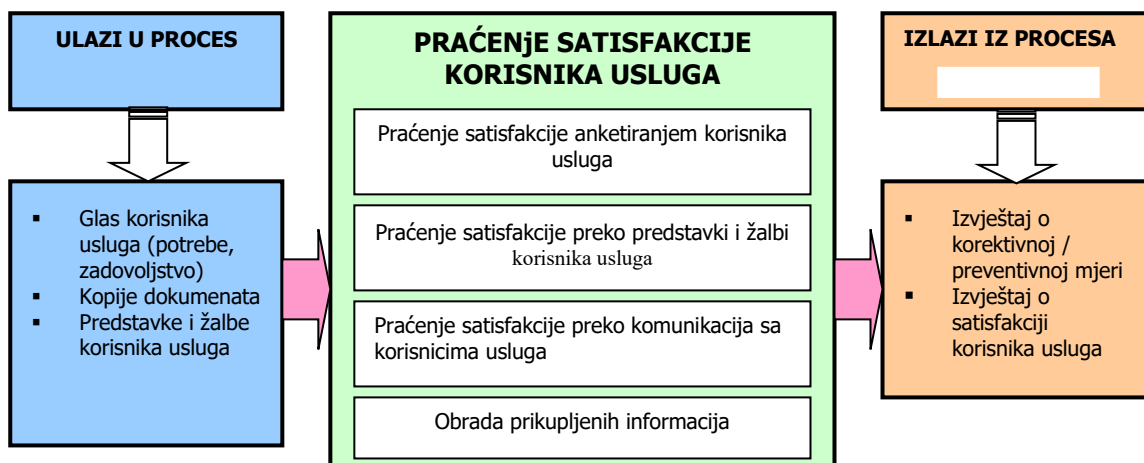 ULAZI U PROCES
▪ Glas korisnika
usluga (potrebe,
zadovoljstvo)
▪ Kopije dokumenata
▪ Predstavke i žalbe
korisnika usluga
PRAĆENjE SATISFAKCIJE
KORISNIKA USLUGA
Praćenje satisfakcije anketiranjem korisnika
usluga
Praćenje satisfakcije preko predstavki i žalbi
korisnika usluga
Praćenje satisfakcije preko komunikacija sa
korisnicima usluga
Obrada prikupljenih informacija
IZLAZI IZ PROCESA
▪ Izvještaj o
korektivnoj /
preventivnoj mjeri
▪ Izvještaj o
satisfakciji
korisnika usluga